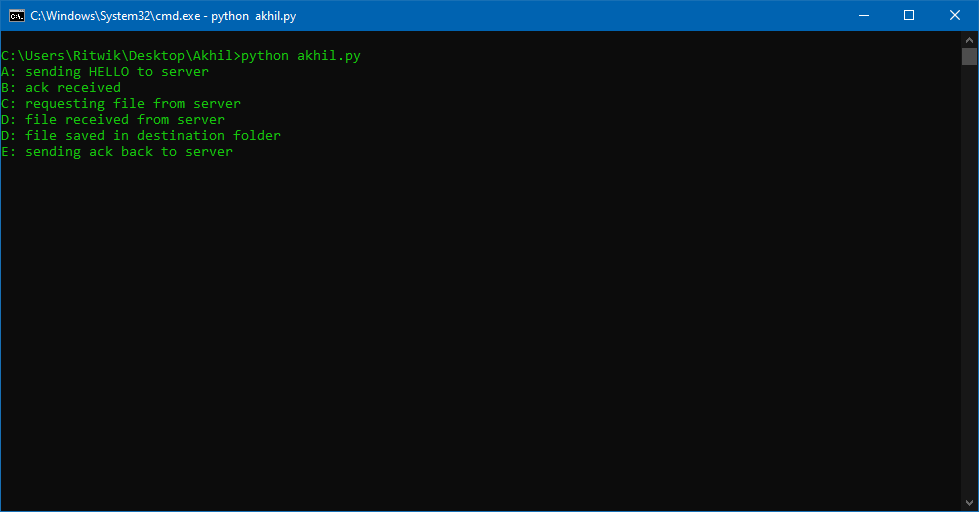 C:\Windows\System32\cmd.exe - python  akhil.py
C:\Users\Ritwik\Desktop\Akhil>python akhil.py
A: sending HELLO to server
B: ack received
C: requesting file from server
D: file received from server
D: file saved in destination folder
E: sending ack back to server